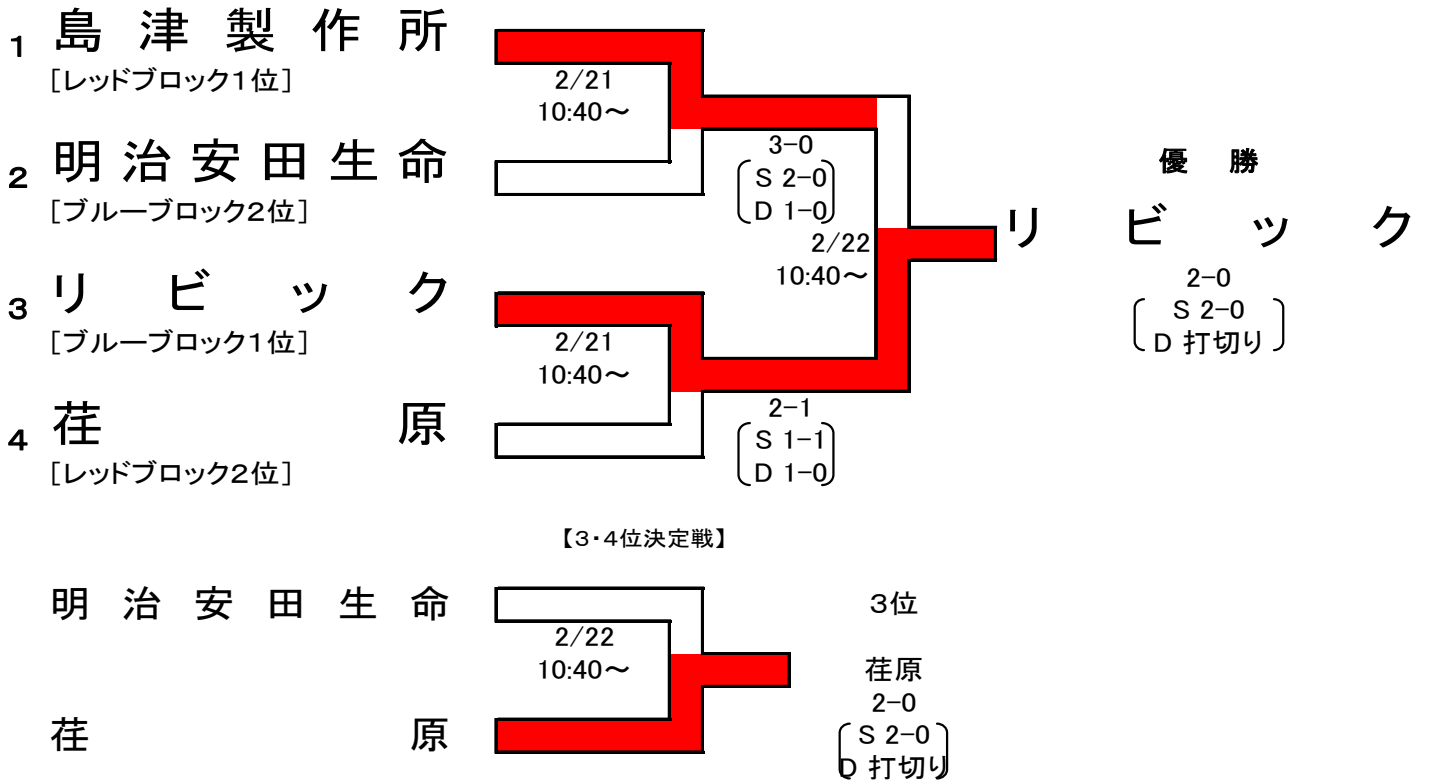 1 島津製作所
[レッドブロック1位]
2/21
10:40～
2 明治安田生命
[ブルーブロック2位]
3-0
S 2-0
D 1-0
2/22
10:40～
優勝
リビック
2-0
S 2-0
D 打切り
3 リビック
[ブルーブロック1位]
2/21
10:40～
4 荏原
[レッドブロック2位]
2-1
S 1-1
D 1-0
【3・4位決定戦】
明治安田生命
2/22
10:40～
荏原
3位
荏原
2-0
S 2-0
D 打切り